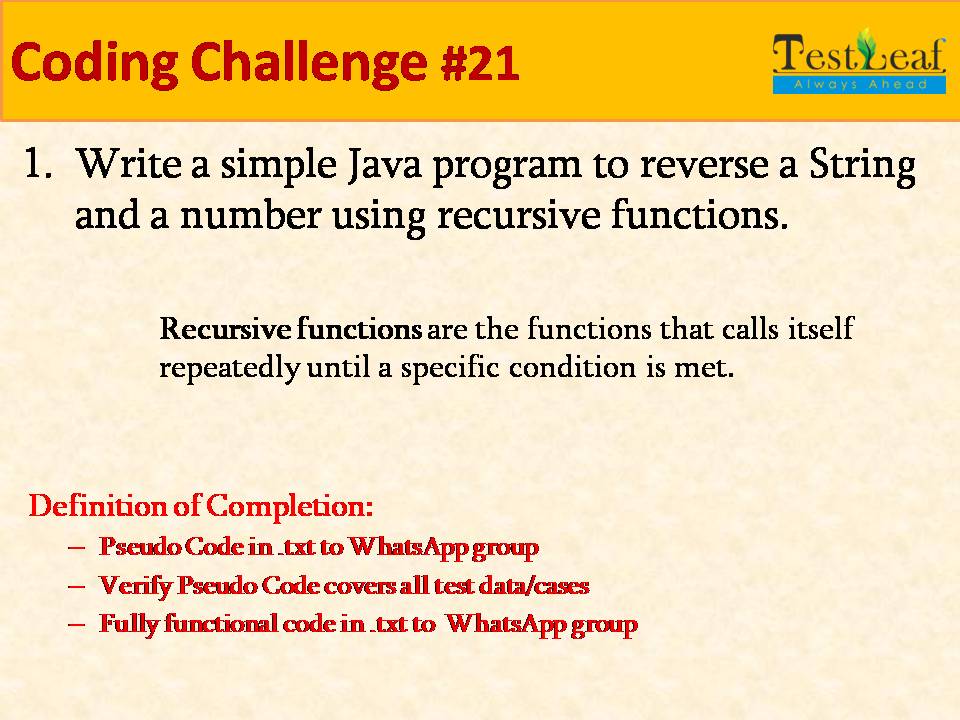 Coding Challenge #21
TestLeaf
Always Ahead
1. Write a simple Java program to reverse a String
and a number using recursive functions.
Recursive functions are the functions that calls itself
repeatedly until a specific condition is met.
Definition of Completion:
– Pseudo Code in .txt to WhatsApp group
– Verify Pseudo Code covers all test data/cases
– Fully functional code in .txt to WhatsApp group